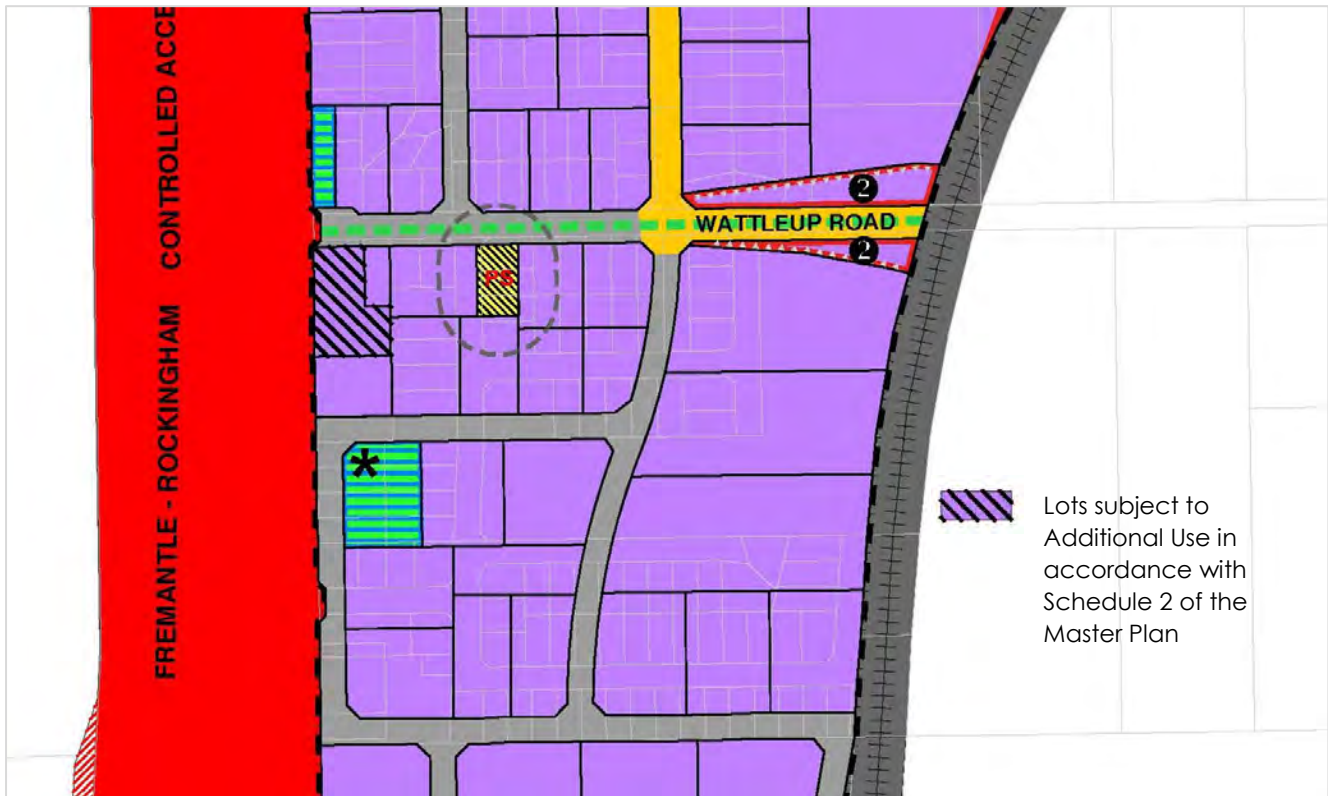 FREMANTLE - ROCKINGHAM CONTROLLED ACCE
2
WATTLEUP ROAD
2
PS
*
Lots subject to
Additional Use in
accordance with
Schedule 2 of the
Master Plan